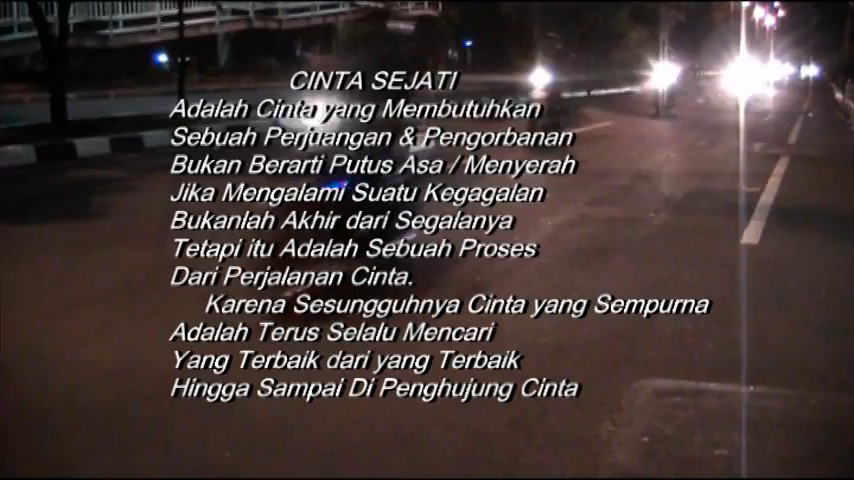 CINTA SEJATI
Adalah Cinta yang Membutuhkan
Sebuah Perjuangan & Pengorbanan
Bukan Berarti Putus Asa / Menyerah
Jika Mengalami Suatu Kegagalan
Bukanlah Akhir dari Segalanya
Tetapi itu Adalah Sebuah Proses
Dari Perjalanan Cinta.
Karena Sesungguhnya Cinta yang Sempurna
Adalah Terus Selalu Mencari
Yang Terbaik dari yang Terbaik
Hingga Sampai Di Penghujung Cinta